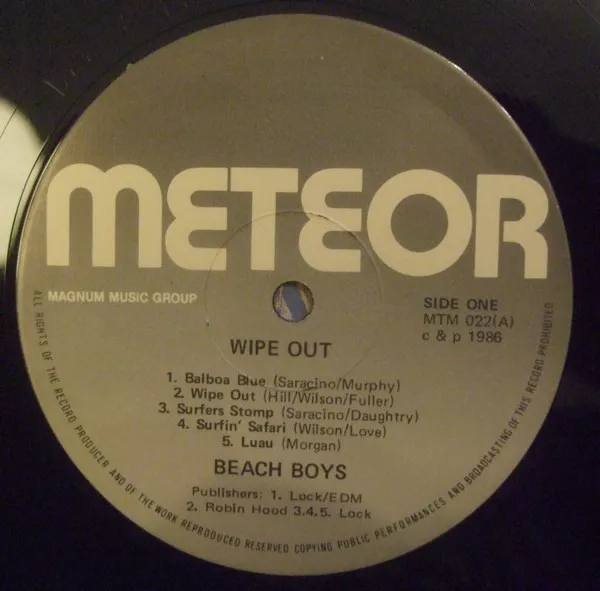 METEOR
MAGNUM MUSIC GROUP
SIDE ONE
MTM 022(A)
c & p 1986
WIPE OUT
1. Balboa Blue (Saracino/Murphy)
2. Wipe Out (Hill/Wilson/Fuller)
3. Surfers Stomp (Saracino/Daughtry)
4. Surfin' Safari (Wilson/Love)
5. Luau (Morgan)
BEACH BOYS
Publishers: 1. Lock/EDM
2. Robin Hood 3.4.5. Lock
ALL RIGHTS OF THE RECORD PRODUCER AND OF THE WORK REPRODUCED RESERVED COPYING PUBLIC PERFORMANCES AND BROADCASTING OF THIS RECORD PROHIBITED